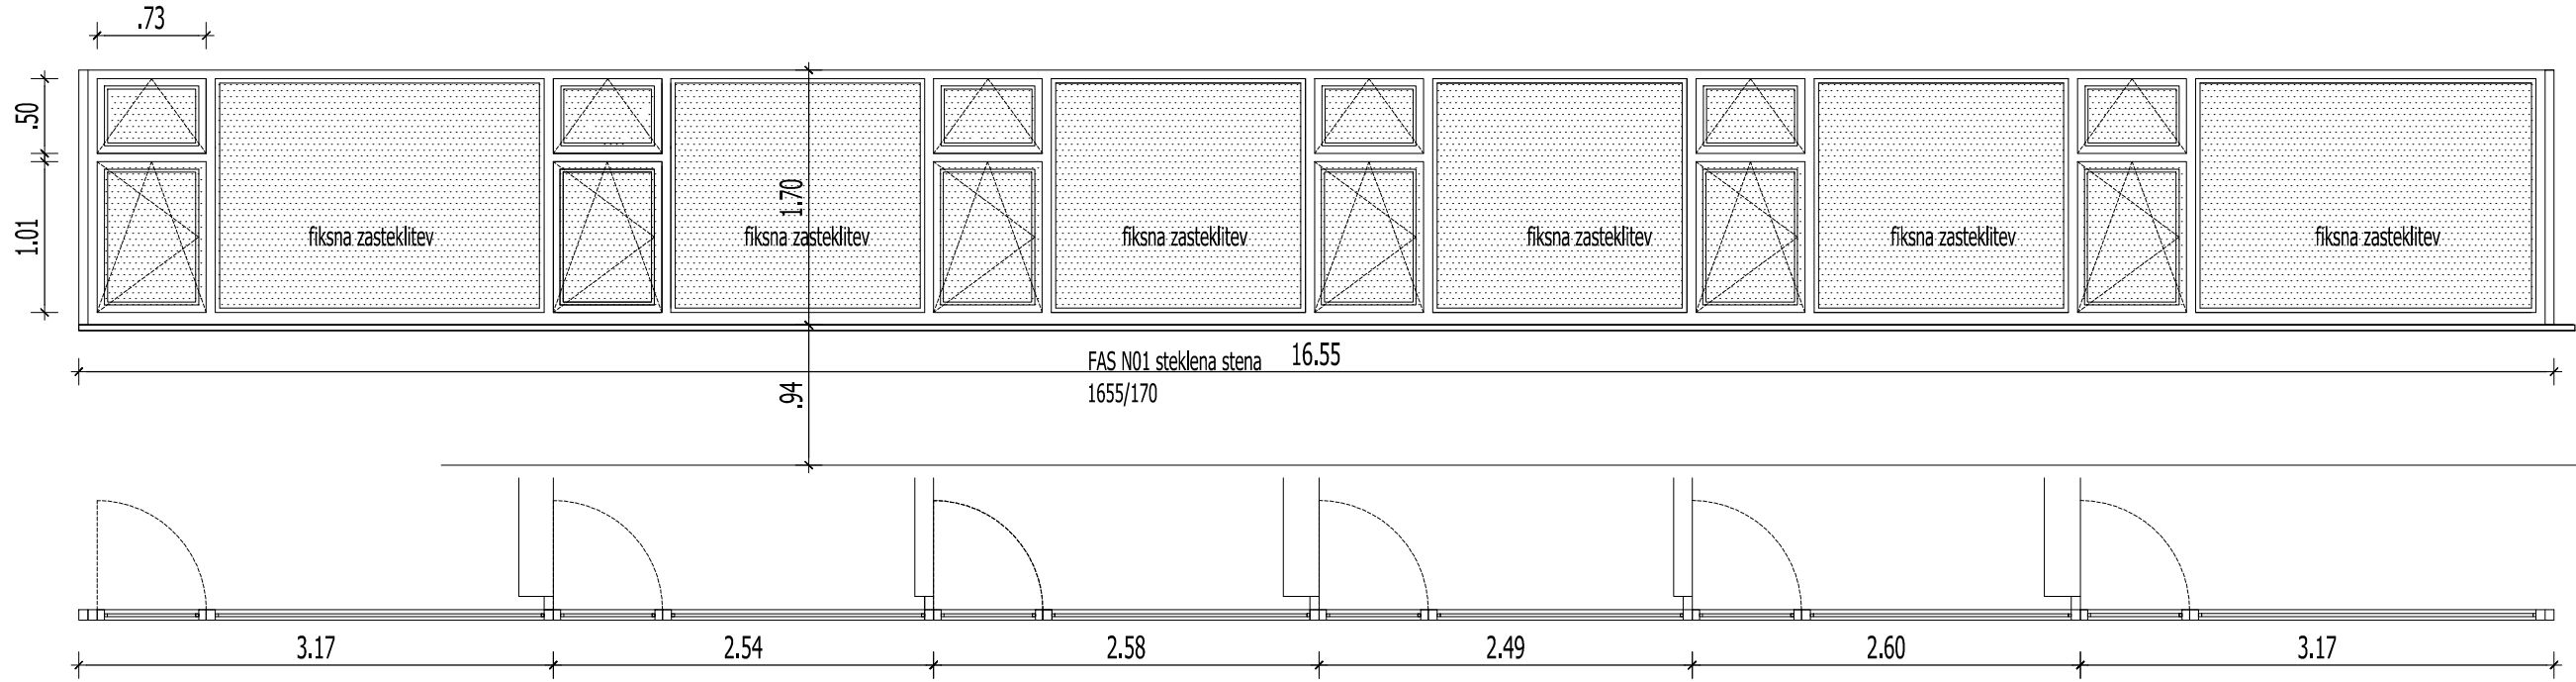 .73
.50
1.01
1.70
fiksna zasteklitev
fiksna zasteklitev
fiksna zasteklitev
fiksna zasteklitev
fiksna zasteklitev
fiksna zasteklitev
FAS N01 steklena stena
16.55
1655/170
.94
3.17
2.54
2.58
2.49
2.60
3.17